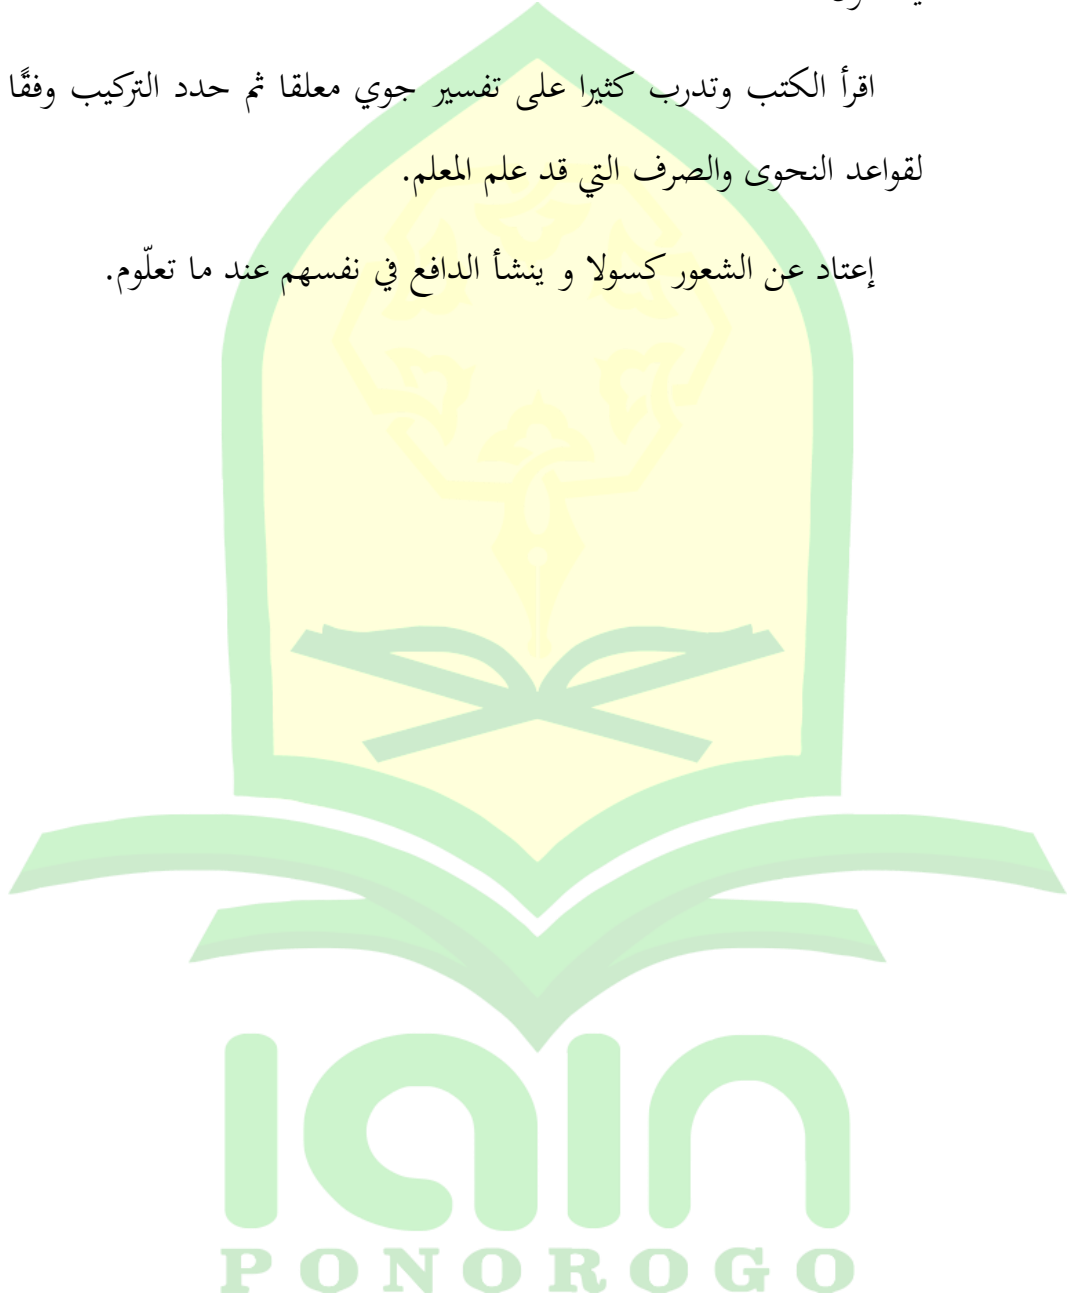 اقرأ الكتب وتدرب كثيرا على تفسير جوي معلقا ثم حدد التركيب وفقًا
لقواعد النحوى والصرف التي قد علم المعلم.
إعتاد عن الشعور كسولا و ينشأ الدافع في نفسهم عند ما تعلّوم.
iain
PONOROGO